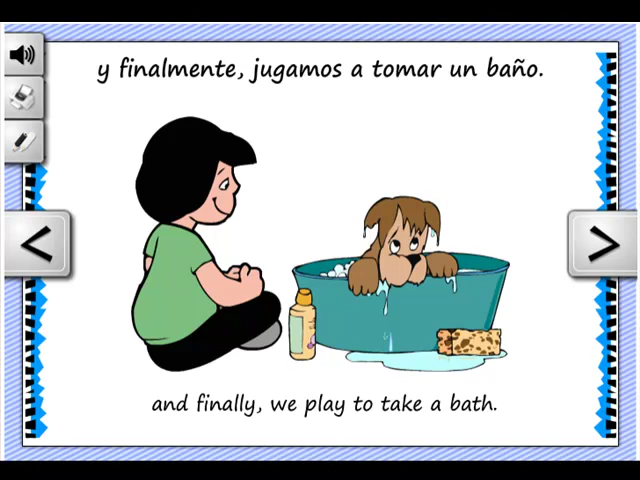 y finalmente, jugamos a tomar un baño.
and finally, we play to take a bath.